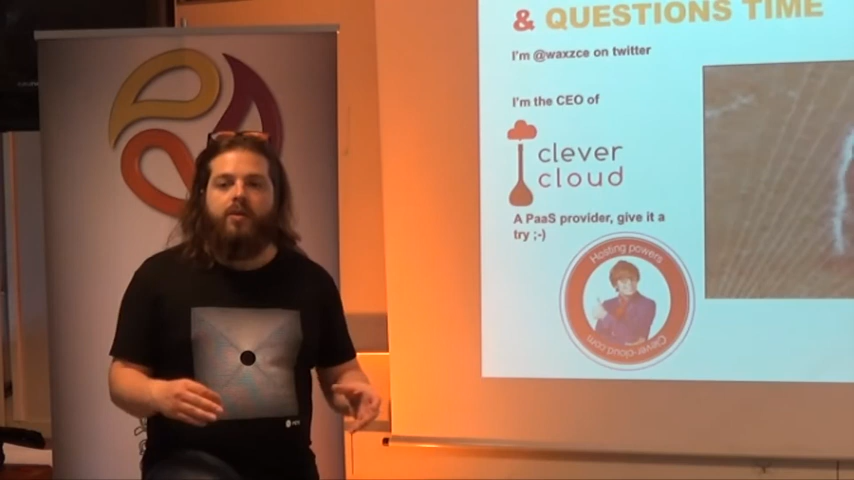 & QUESTIONS TIME
I'm @waxzce on twitter
I'm the CEO of
clever
cloud
A PaaS provider, give it a
try ;-)
Hosting powers
Clever-cloud.com